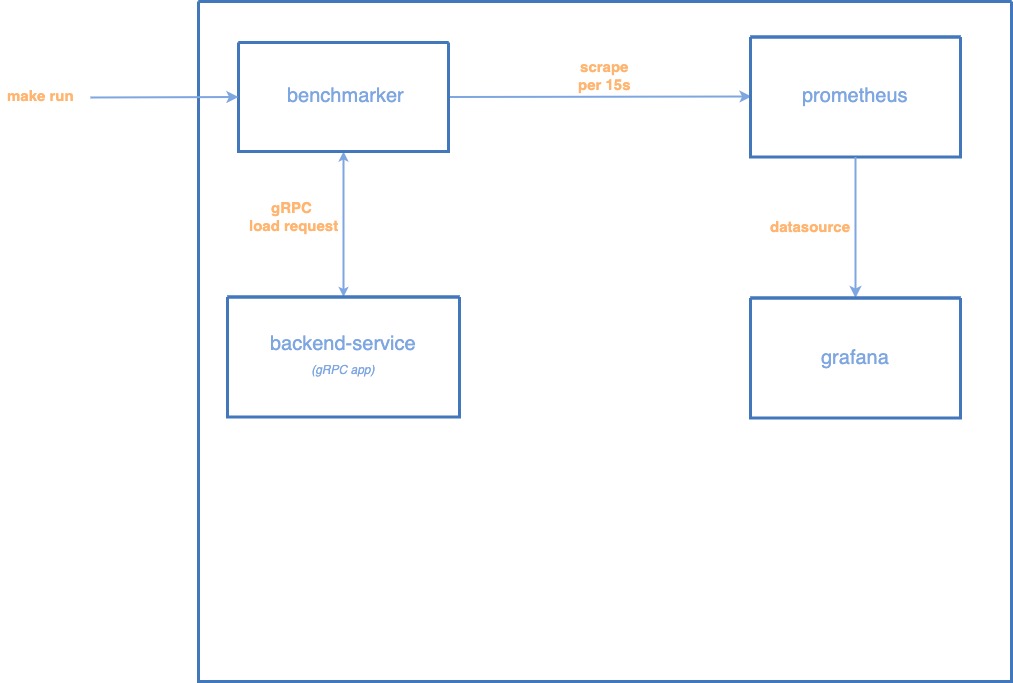 make run
benchmarker
scrape
per 15s
prometheus
gRPC
load request
datasource
backend-service
(gRPC app)
grafana